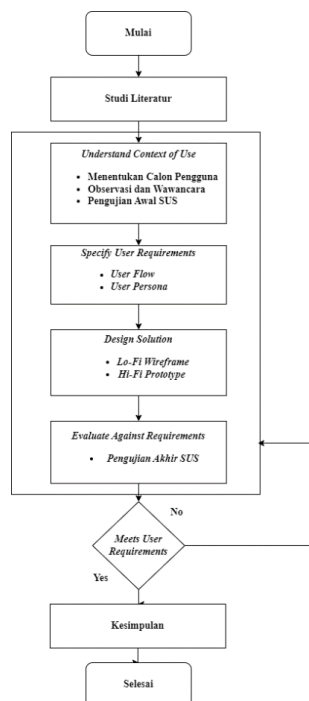 Mulai
Studi Literatur
Understand Context of Use
• Menentukan Calon Pengguna
• Observasi dan Wawancara
• Pengujian Awal SUS
Specify User Requirements
• User Flow
• User Persona
Design Solution
• Lo-Fi Wireframe
• Hi-Fi Prototype
Evaluate Against Requirements
• Pengujian Akhir SUS
No
Meets User
Requirements
Yes
Kesimpulan
Selesai